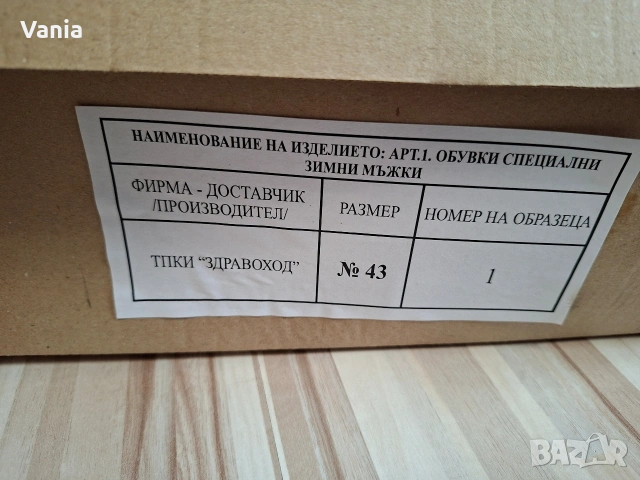 Vania
НАИМЕНОВАНИЕ НА ИЗДЕЛИЕТО: АРТ.1. ОБУВКИ СПЕЦИАЛНИ
ЗИМНИ МЪЖКИ
ФИРМА - ДОСТАВЧИК
/ПРОИЗВОДИТЕЛ/
РАЗМЕР
НОМЕР НА ОБРАЗЕЦА
ТПКИ “ЗДРАВОХОД”
№ 43
1
BAZAR